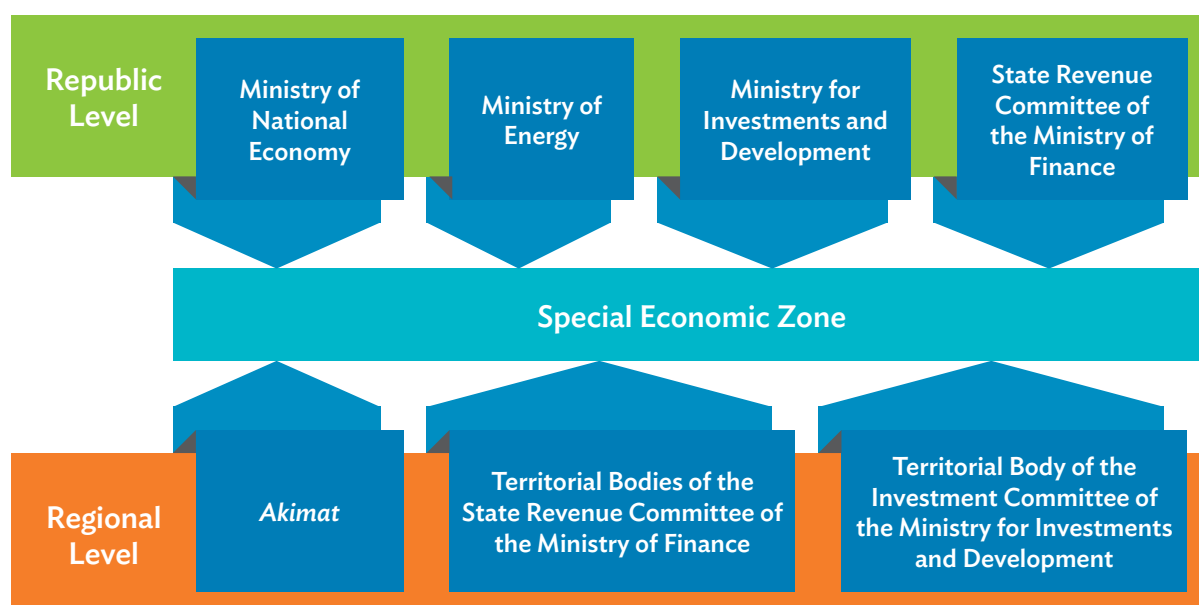 Republic
Level
Ministry of
National
Economy
Ministry of
Energy
Ministry for
Investments and
Development
State Revenue
Committee of
the Ministry of
Finance
Special Economic Zone
Regional
Level
Akimat
Territorial Bodies of the
State Revenue Committee of
the Ministry of Finance
Territorial Body of the
Investment Committee of
the Ministry for Investments
and Development